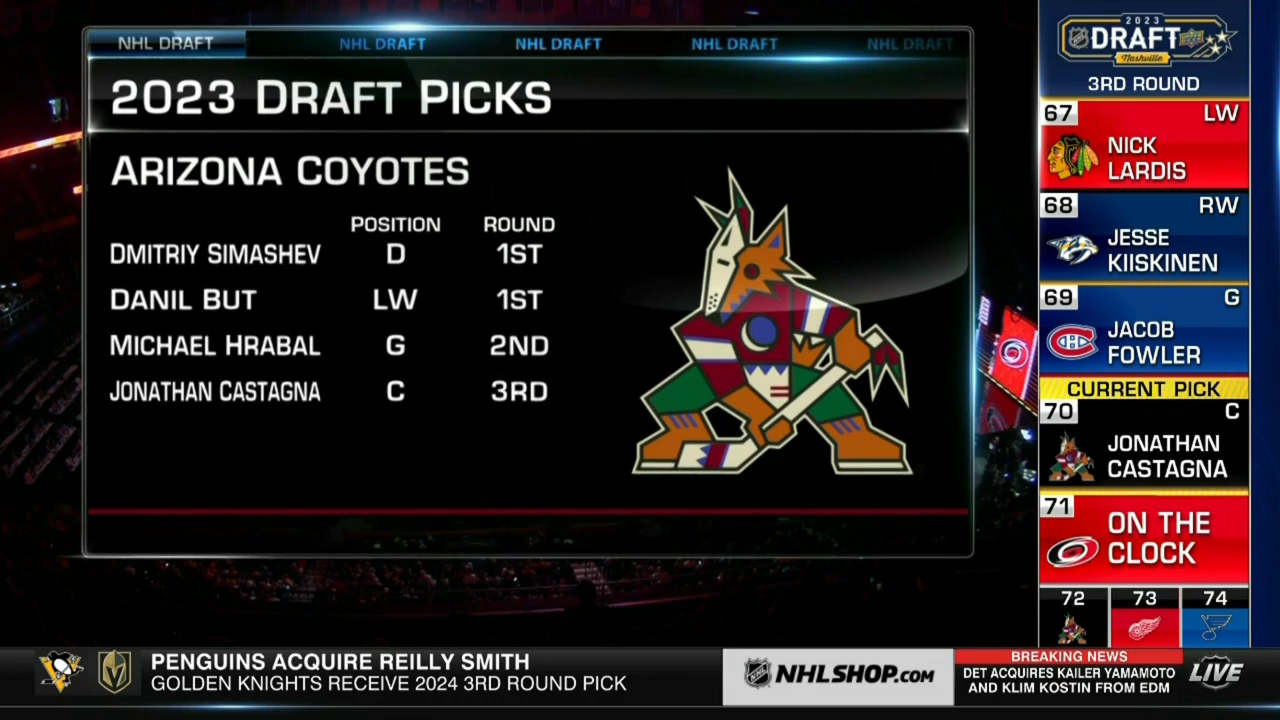 NHL DRAFT NHL DRAFT NHL DRAFT NHL DRAFT NHL DRAFT
2023 DRAFT PICKS
ARIZONA COYOTES
POSITION ROUND
DMITRIY SIMASHEV D 1ST
DANIL BUT LW 1ST
MICHAEL HRABAL G 2ND
JONATHAN CASTAGNA C 3RD
2023
NHL DRAFT
Nashville
3RD ROUND
67 LW
NICK
LARDIS
68 RW
JESSE
KIISKINEN
69 G
JACOB
FOWLER
CURRENT PICK
70 C
JONATHAN
CASTAGNA
71
ON THE
CLOCK
72 73 74
PENGUINS ACQUIRE REILLY SMITH
GOLDEN KNIGHTS RECEIVE 2024 3RD ROUND PICK
NHL NHLSHOP.COM
BREAKING NEWS
DET ACQUIRES KAILER YAMAMOTO
AND KLIM KOSTIN FROM EDM
LIVE